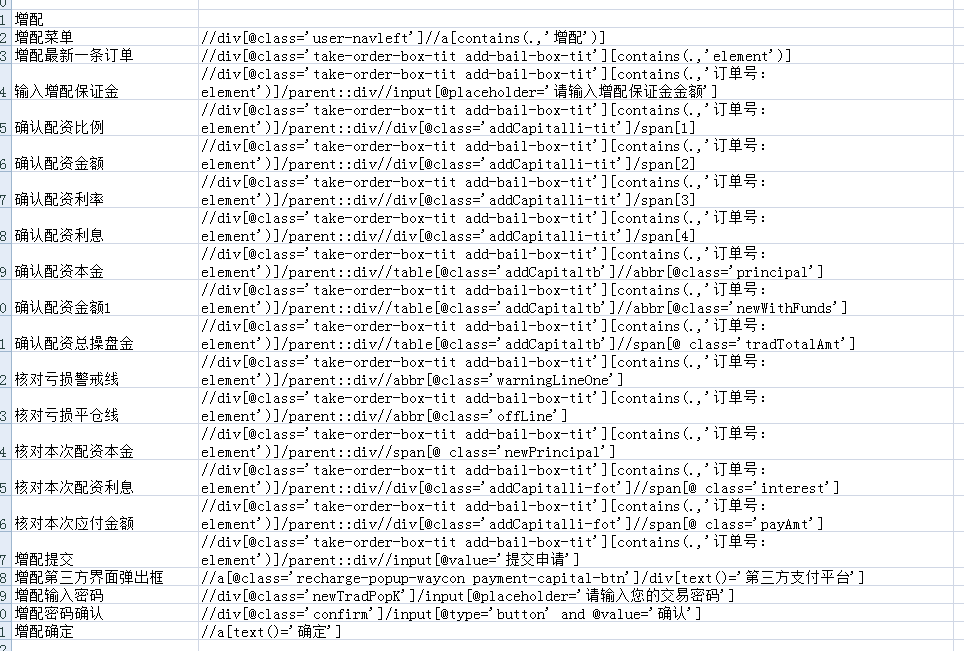 0
1 增配
2 增配菜单 //div[@class='user-navleft']//a[contains(.,'增配')]
3 增配最新一条订单 //div[@class='take-order-box-tit add-bail-box-tit'][contains(.,'element')]
//div[@class='take-order-box-tit add-bail-box-tit'][contains(.,'订单号:
4 输入增配保证金 element')]/parent::div//input[@placeholder='请输入增配保证金金额']
//div[@class='take-order-box-tit add-bail-box-tit'][contains(.,'订单号:
5 确认配资比例 element')]/parent::div//div[@class='addCapitalli-tit']/span[1]
//div[@class='take-order-box-tit add-bail-box-tit'][contains(.,'订单号:
6 确认配资金额 element')]/parent::div//div[@class='addCapitalli-tit']/span[2]
//div[@class='take-order-box-tit add-bail-box-tit'][contains(.,'订单号:
7 确认配资利率 element')]/parent::div//div[@class='addCapitalli-tit']/span[3]
//div[@class='take-order-box-tit add-bail-box-tit'][contains(.,'订单号:
8 确认配资利息 element')]/parent::div//div[@class='addCapitalli-tit']/span[4]
//div[@class='take-order-box-tit add-bail-box-tit'][contains(.,'订单号:
9 确认配资本金 element')]/parent::div//table[@class='addCapitaltb']//abbr[@class='principal']
//div[@class='take-order-box-tit add-bail-box-tit'][contains(.,'订单号:
0 确认配资金额1 element')]/parent::div//table[@class='addCapitaltb']//abbr[@class='newWithFunds']
//div[@class='take-order-box-tit add-bail-box-tit'][contains(.,'订单号:
1 确认配资总操盘金 element')]/parent::div//table[@class='addCapitaltb']//span[@ class='tradTotalAmt']
//div[@class='take-order-box-tit add-bail-box-tit'][contains(.,'订单号:
2 核对亏损警戒线 element')]/parent::div//abbr[@class='warningLineOne']
//div[@class='take-order-box-tit add-bail-box-tit'][contains(.,'订单号:
3 核对亏损平仓线 element')]/parent::div//abbr[@class='offLine']
//div[@class='take-order-box-tit add-bail-box-tit'][contains(.,'订单号:
4 核对本次配资本金 element')]/parent::div//span[@ class='newPrincipal']
//div[@class='take-order-box-tit add-bail-box-tit'][contains(.,'订单号:
5 核对本次配资利息 element')]/parent::div//div[@class='addCapitalli-fot']//span[@ class='interest']
//div[@class='take-order-box-tit add-bail-box-tit'][contains(.,'订单号:
6 核对本次应付金额 element')]/parent::div//div[@class='addCapitalli-fot']//span[@ class='payAmt']
//div[@class='take-order-box-tit add-bail-box-tit'][contains(.,'订单号:
7 增配提交 element')]/parent::div//input[@value='提交申请']
8 增配第三方界面弹出框 //a[@class='recharge-popup-waycon payment-capital-btn']/div[text()='第三方支付平台']
9 增配输入密码 //div[@class='newTradPopK']/input[@placeholder='请输入您的交易密码']
0 增配密码确认 //div[@class='confirm']/input[@type='button' and @value='确认']
1 增配确定 //a[text()='确定']
2